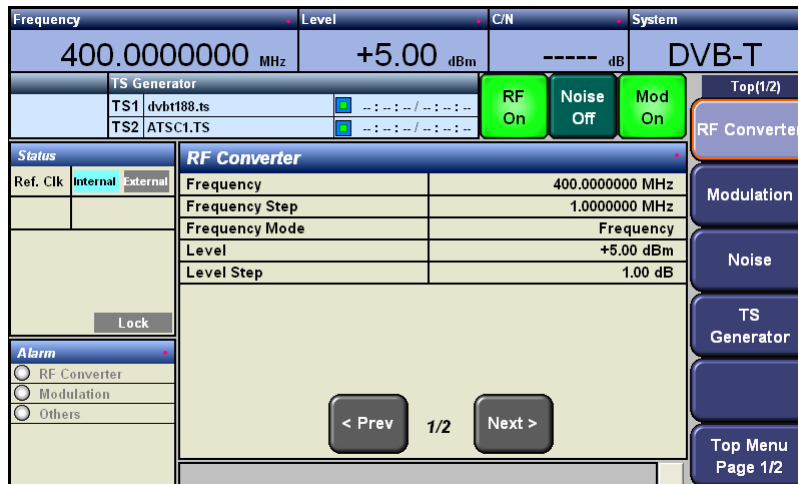 Frequency
Level
C/N
System
400.0000000 MHz
+5.00 dBm
----- dB
DVB-T
TS Generator
TS1 dvbt188.ts --:--:--/--:--:--
TS2 ATSC1.TS --:--:--/--:--:--
RF On
Noise Off
Mod On
Top(1/2)
RF Converter
Modulation
Noise
TS Generator
Top Menu Page 1/2
Status
Ref. Clk Internal External
Lock
Alarm
RF Converter
Modulation
Others
RF Converter
Frequency 400.0000000 MHz
Frequency Step 1.0000000 MHz
Frequency Mode Frequency
Level +5.00 dBm
Level Step 1.00 dB
< Prev 1/2 Next >